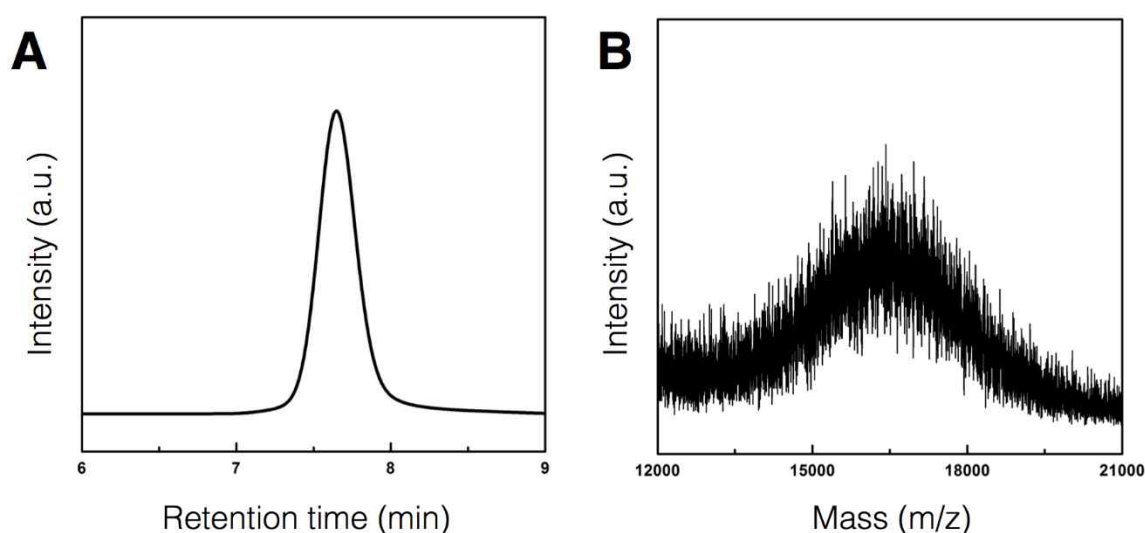 A
Intensity (a.u.)
6 7 8 9
Retention time (min)
B
Intensity (a.u.)
12000 15000 18000 21000
Mass (m/z)